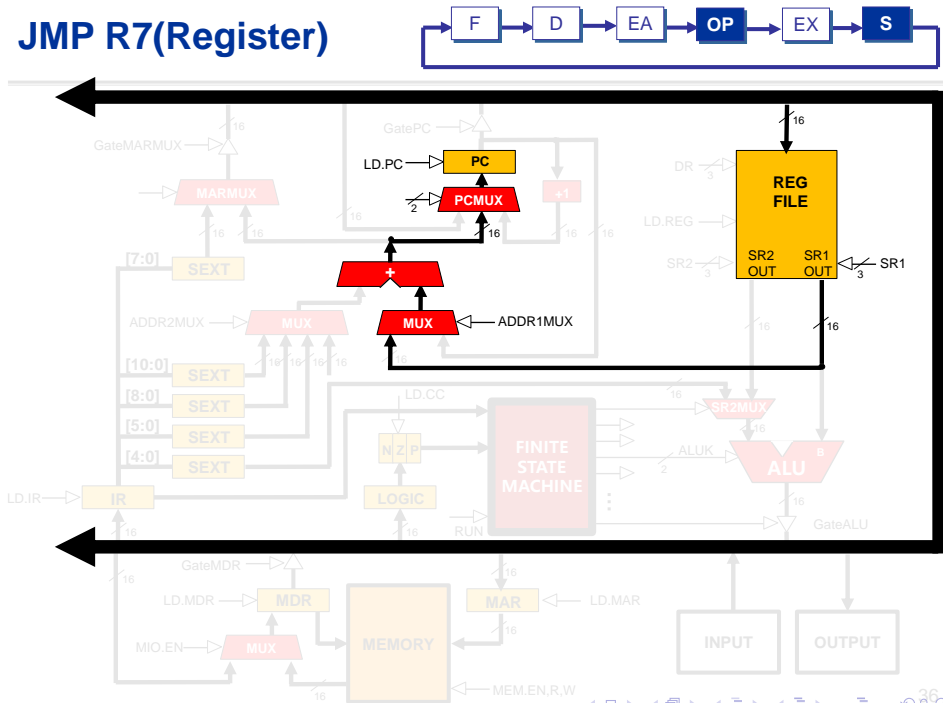 JMP R7(Register)
F D EA OP EX S
16
16
GatePC
GateMARMUX
LD.PC
PC
DR
3
REG FILE
MARMUX
2
PCMUX
+1
LD.REG
16 16
16
16
16
16
[7:0]
SEXT
SR2
3
SR2 OUT
SR1 OUT
3
SR1
+
ADDR2MUX
MUX
MUX
ADDR1MUX
16
16
16
16 16 16 16
[10:0]
SEXT
[8:0]
SEXT
LD.CC
16
SR2MUX
[5:0]
SEXT
16
N Z P
FINITE STATE MACHINE
ALUK
2
B
ALU
[4:0]
SEXT
LD.IR
IR
LOGIC
16
16
16
RUN
GateALU
GateMDR
16
16
LD.MDR
MDR
MAR
LD.MAR
MIO.EN
MUX
MEMORY
16
INPUT
OUTPUT
16
MEM.EN,R,W
36